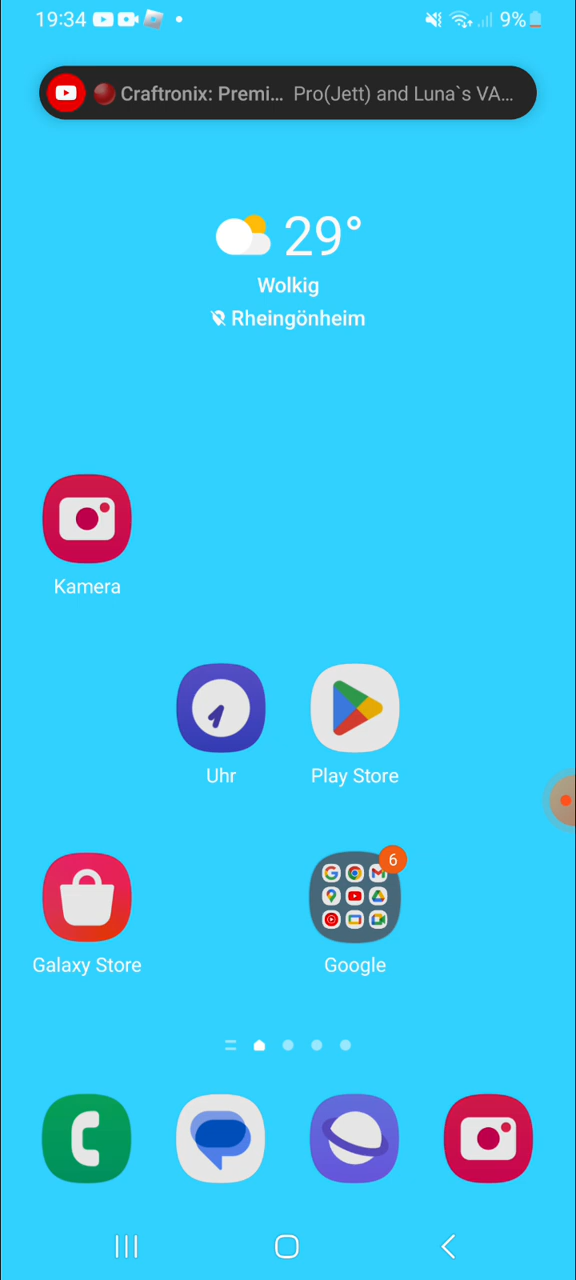 19:34 9%
Craftronix: Premi... Pro(Jett) and Luna`s VA...
29°
Wolkig
Rheingönheim
Kamera
Uhr Play Store
6
Galaxy Store Google